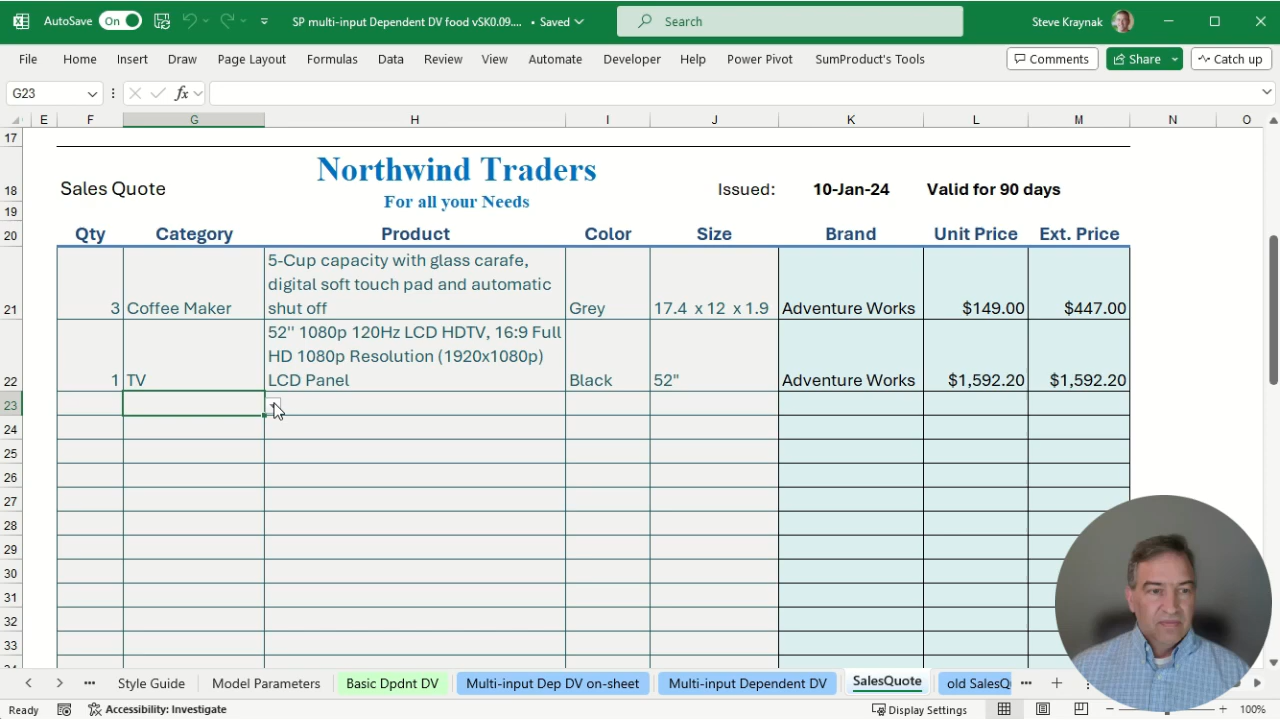 AutoSave On SP multi-input Dependent DV food vSK0.09.... • Saved Search Steve Kraynak
File Home Insert Draw Page Layout Formulas Data Review View Automate Developer Help Power Pivot SumProduct's Tools Comments Share Catch up
G23 fx
E F G H I J K L M N O
17
18 Sales Quote Northwind Traders Issued: 10-Jan-24 Valid for 90 days
19 For all your Needs
20 Qty Category Product Color Size Brand Unit Price Ext. Price
5-Cup capacity with glass carafe,
digital soft touch pad and automatic
21 3 Coffee Maker shut off Grey 17.4 x 12 x 1.9 Adventure Works $149.00 $447.00
52" 1080p 120Hz LCD HDTV, 16:9 Full
HD 1080p Resolution (1920x1080p)
22 1 TV LCD Panel Black 52" Adventure Works $1,592.20 $1,592.20
23
24
25
26
27
28
29
30
31
32
33
Style Guide Model Parameters Basic Dpdnt DV Multi-input Dep DV on-sheet Multi-input Dependent DV SalesQuote old SalesQ
Ready Accessibility: Investigate Display Settings 100%